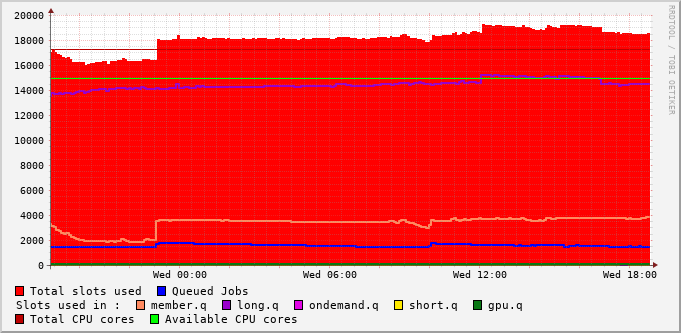 RRDTOOL / TOBI OETIKER
20000
18000
16000
14000
12000
10000
8000
6000
4000
2000
0
Wed 00:00 Wed 06:00 Wed 12:00 Wed 18:00
Total slots used Queued Jobs
Slots used in : member.q long.q ondemand.q short.q gpu.q
Total CPU cores Available CPU cores